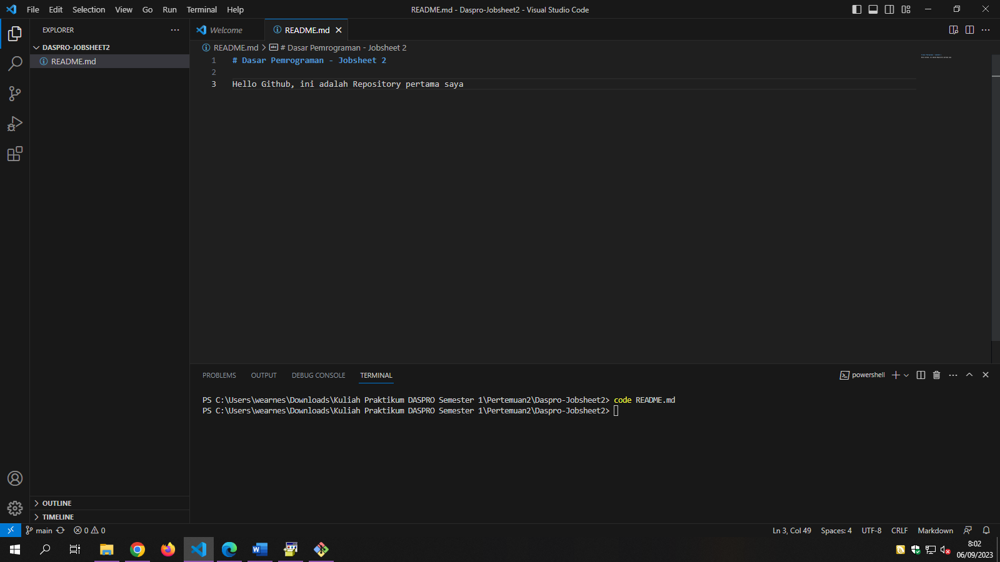 File Edit Selection View Go Run Terminal Help
README.md - Daspro-Jobsheet2 - Visual Studio Code
EXPLORER
Welcome
README.md
DASPRO-JOBSHEET2
README.md > # Dasar Pemrograman - Jobsheet 2
README.md
1 # Dasar Pemrograman - Jobsheet 2
2
3 Hello Github, ini adalah Repository pertama saya
PROBLEMS OUTPUT DEBUG CONSOLE TERMINAL
powershell
PS C:\Users\wearnes\Downloads\Kuliah Praktikum DASPRO Semester 1\Pertemuan2\Daspro-Jobsheet2> code README.md
PS C:\Users\wearnes\Downloads\Kuliah Praktikum DASPRO Semester 1\Pertemuan2\Daspro-Jobsheet2>
OUTLINE
TIMELINE
main 0 0
Ln 3, Col 49 Spaces: 4 UTF-8 CRLF Markdown
8:02
06/09/2023